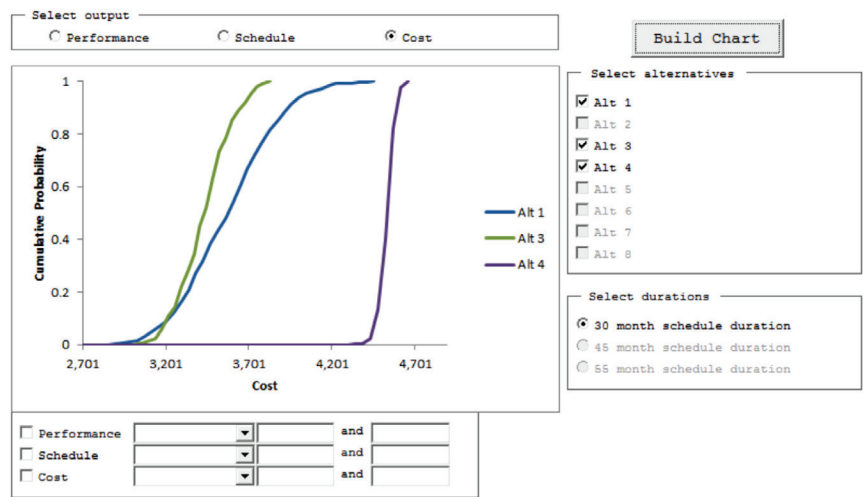 Select output
Performance
Schedule
Cost
Build Chart
1
0.8
0.6
0.4
0.2
0
Cumulative Probability
2,701
3,201
3,701
4,201
4,701
Cost
Alt 1
Alt 3
Alt 4
Select alternatives
Alt 1
Alt 2
Alt 3
Alt 4
Alt 5
Alt 6
Alt 7
Alt 8
Select durations
30 month schedule duration
45 month schedule duration
55 month schedule duration
Performance and
Schedule and
Cost and